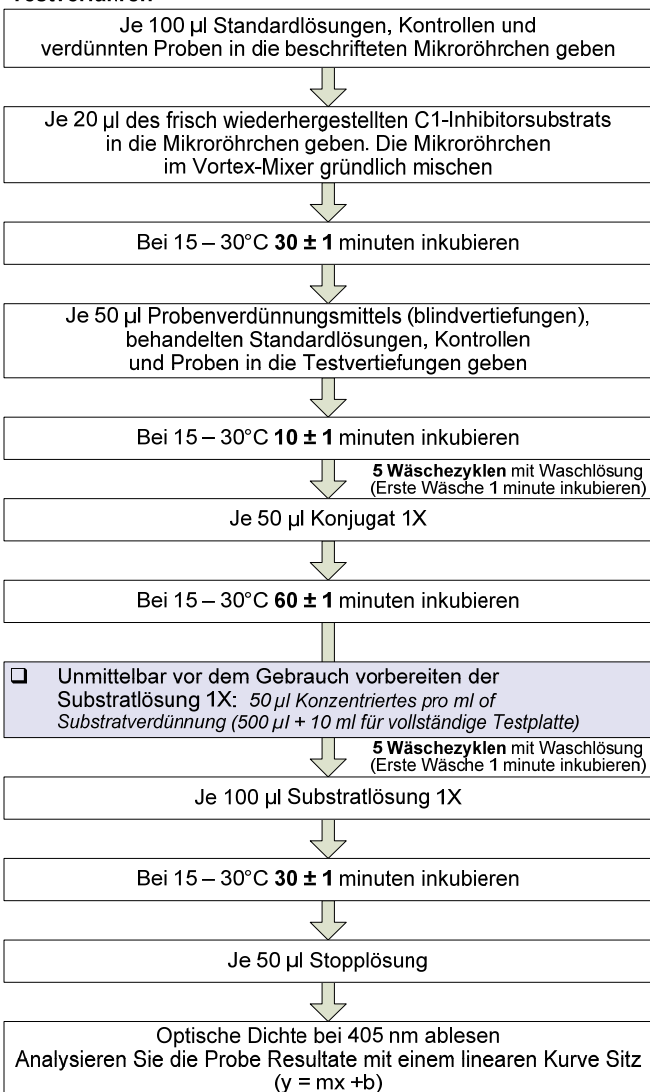 Testverfahren
Je 100 µl Standardlösungen, Kontrollen und
verdünnten Proben in die beschrifteten Mikroröhrchen geben
Je 20 µl des frisch wiederhergestellten C1-Inhibitorsubstrats
in die Mikroröhrchen geben. Die Mikroröhrchen
im Vortex-Mixer gründlich mischen
Bei 15 – 30°C 30 ± 1 minuten inkubieren
Je 50 µl Probenverdünnungsmittels (blindvertiefungen),
behandelten Standardlösungen, Kontrollen
und Proben in die Testvertiefungen geben
Bei 15 – 30°C 10 ± 1 minuten inkubieren
5 Wäschezyklen mit Waschlösung
(Erste Wäsche 1 minute inkubieren)
Je 50 µl Konjugat 1X
Bei 15 – 30°C 60 ± 1 minuten inkubieren
❑ Unmittelbar vor dem Gebrauch vorbereiten der
Substratlösung 1X: 50 µl Konzentriertes pro ml of
Substratverdünnung (500 µl + 10 ml für vollständige Testplatte)
5 Wäschezyklen mit Waschlösung
(Erste Wäsche 1 minute inkubieren)
Je 100 µl Substratlösung 1X
Bei 15 – 30°C 30 ± 1 minuten inkubieren
Je 50 µl Stopplösung
Optische Dichte bei 405 nm ablesen
Analysieren Sie die Probe Resultate mit einem linearen Kurve Sitz
(y = mx +b)